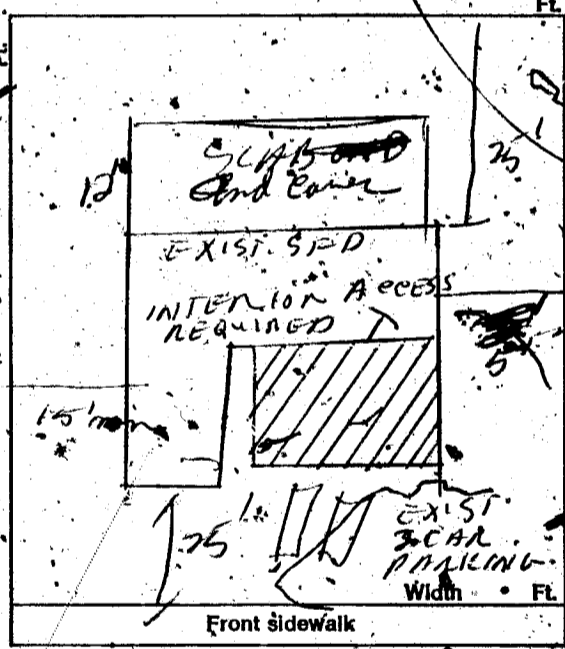 Ft.
Ft.
SLAB
and Cover
12'
25'
EXIST. SFD
INTERIOR ACCESS
REQUIRED
5'
15' min
25'
EXIST.
3 CAR
PARKING
Width Ft.
Front sidewalk